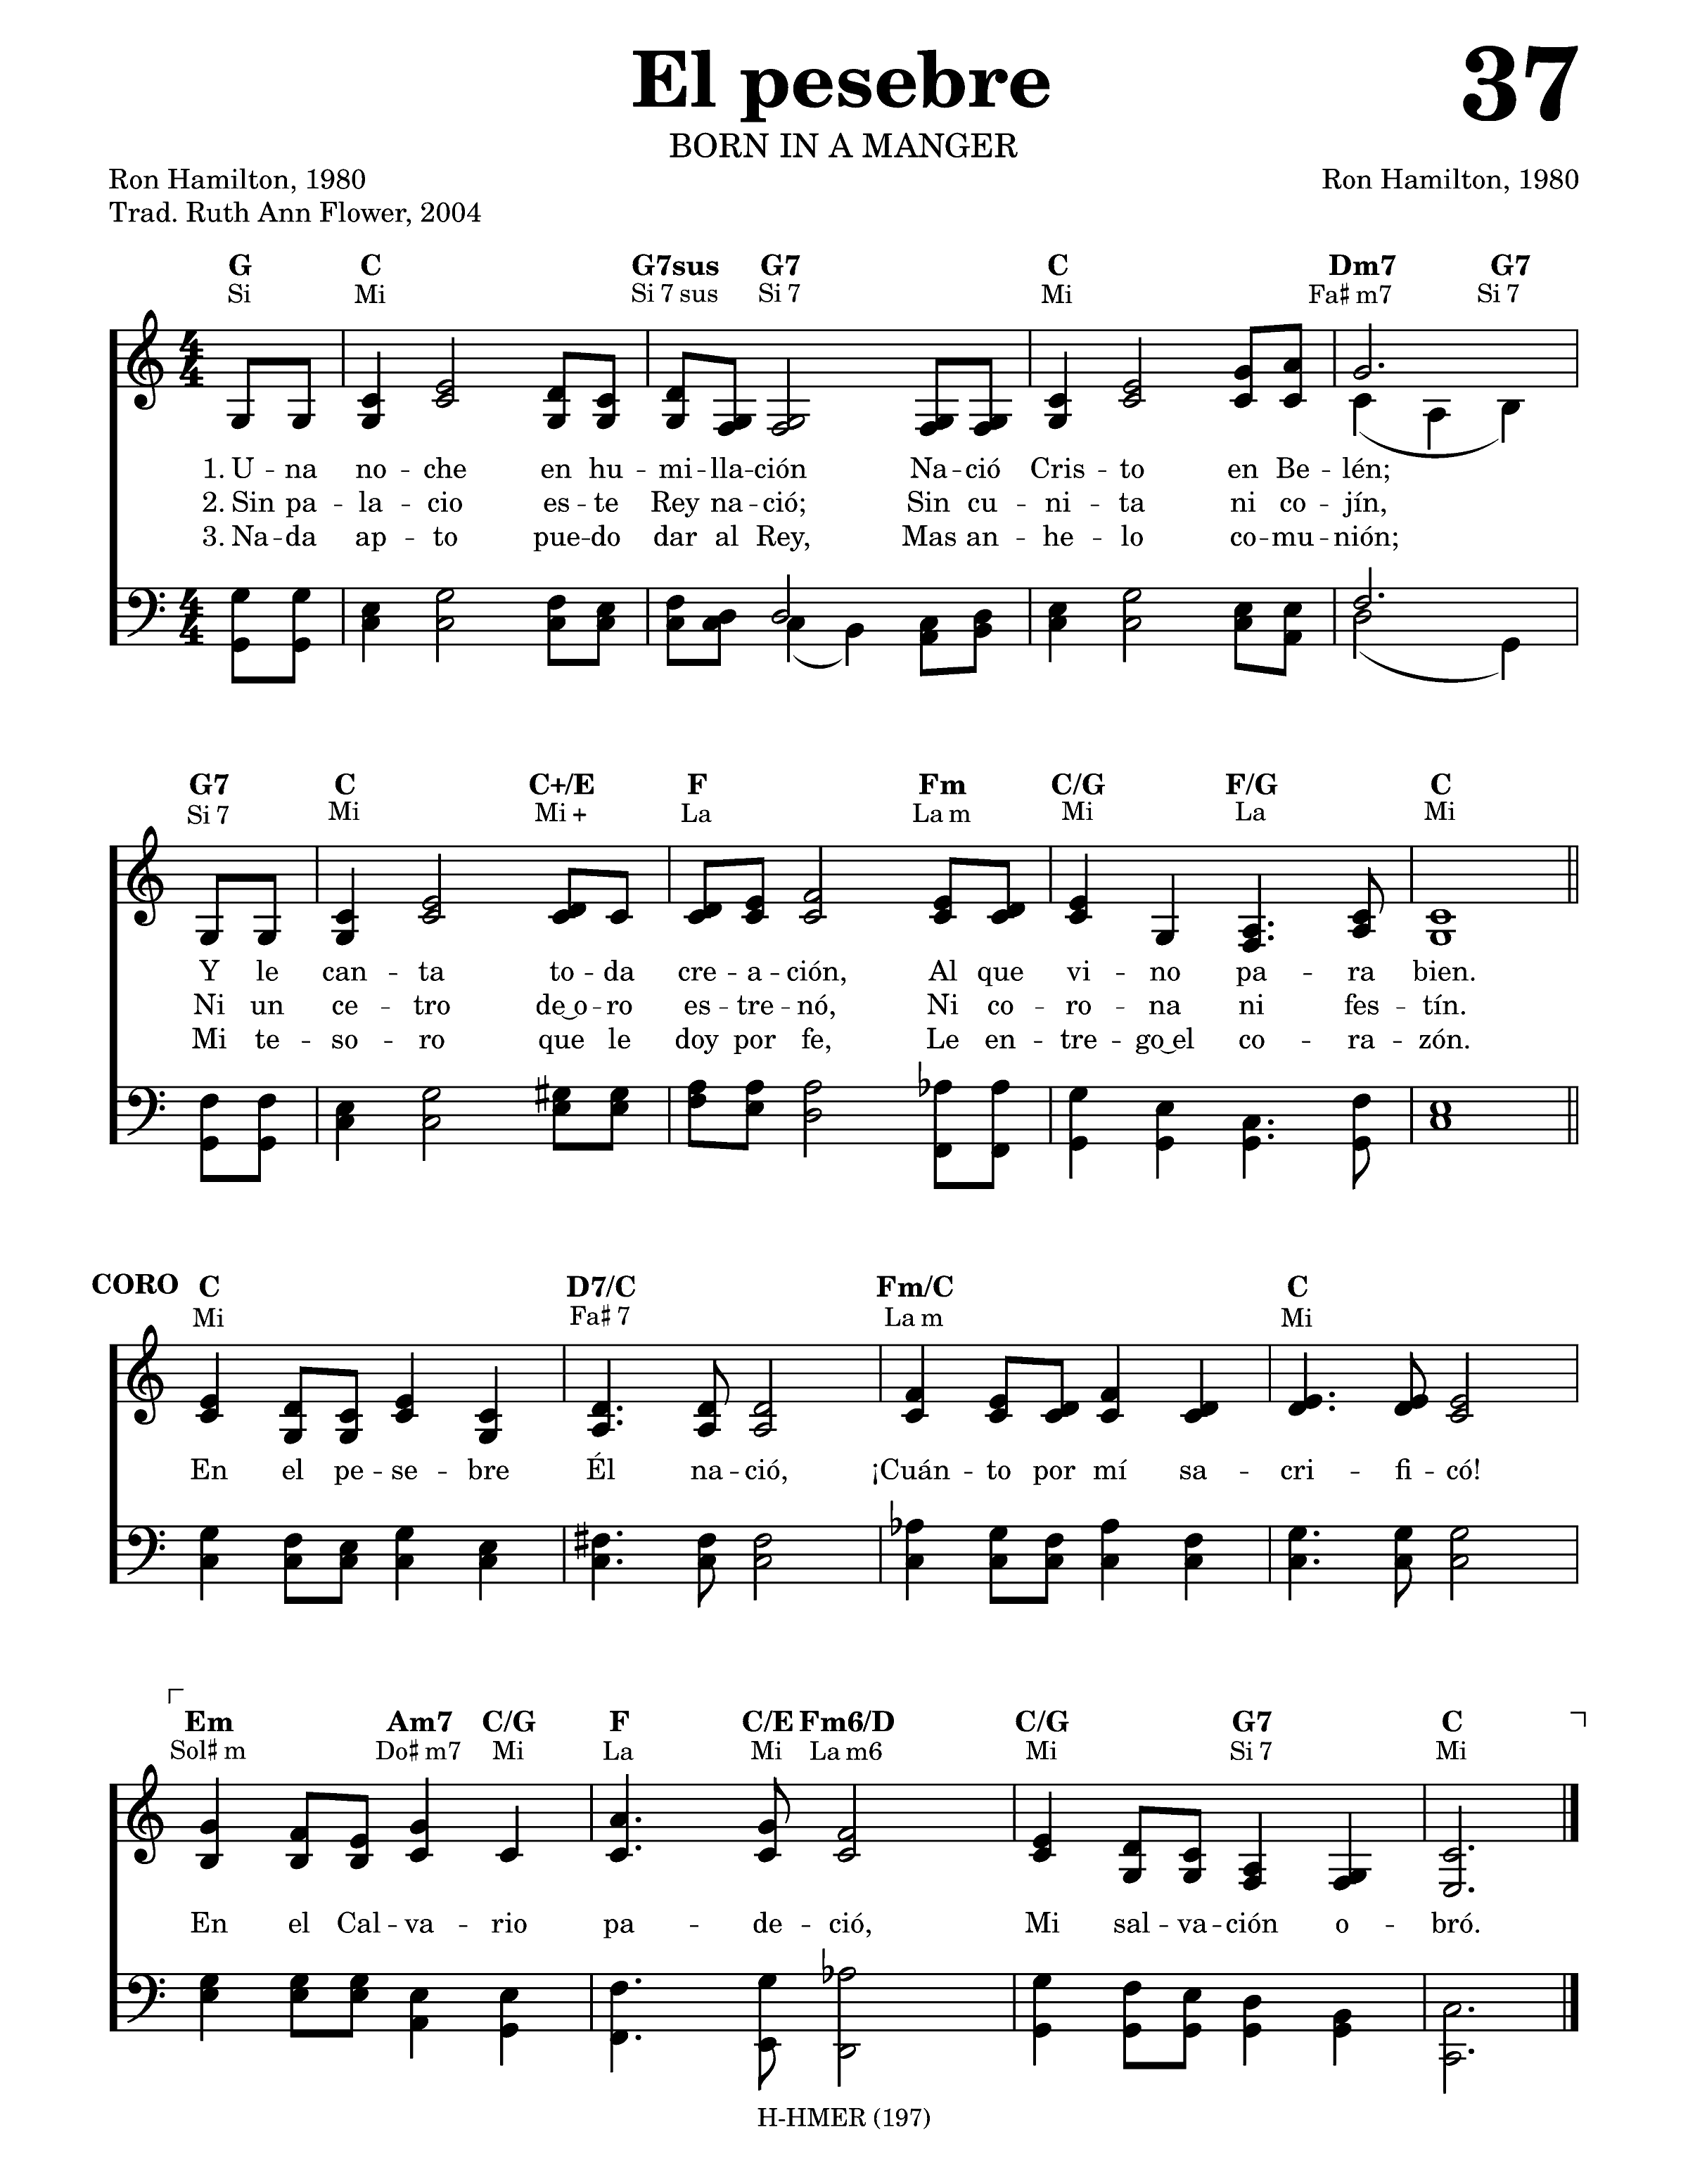 El pesebre 37
BORN IN A MANGER
Ron Hamilton, 1980 Ron Hamilton, 1980
Trad. Ruth Ann Flower, 2004
G C G7sus G7 C Dm7 G7
Si Mi Si 7 sus Si 7 Mi Fa♯ m7 Si 7
1. U -- na no -- che en hu -- mi -- lla -- ción Na -- ció Cris -- to en Be -- lén;
2. Sin pa -- la -- cio es -- te Rey na -- ció; Sin cu -- ni -- ta ni co -- jín,
3. Na -- da ap -- to pue -- do dar al Rey, Mas an -- he -- lo co -- mu -- nión;
G7 C C+/E F Fm C/G F/G C
Si 7 Mi Mi + La La m Mi La Mi
Y le can -- ta to -- da cre -- a -- ción, Al que vi -- no pa -- ra bien.
Ni un ce -- tro de‿o -- ro es -- tre -- nó, Ni co -- ro -- na ni fes -- tín.
Mi te -- so -- ro que le doy por fe, Le en -- tre -- go‿el co -- ra -- zón.
CORO C D7/C Fm/C C
Mi Fa♯ 7 La m Mi
En el pe -- se -- bre Él na -- ció, ¡Cuán -- to por mí sa -- cri -- fi -- có!
Em Am7 C/G F C/E Fm6/D C/G G7 C
Sol♯ m Do♯ m7 Mi La Mi La m6 Mi Si 7 Mi
En el Cal -- va -- rio pa -- de -- ció, Mi sal -- va -- ción o -- bró.
H-HMER (197)